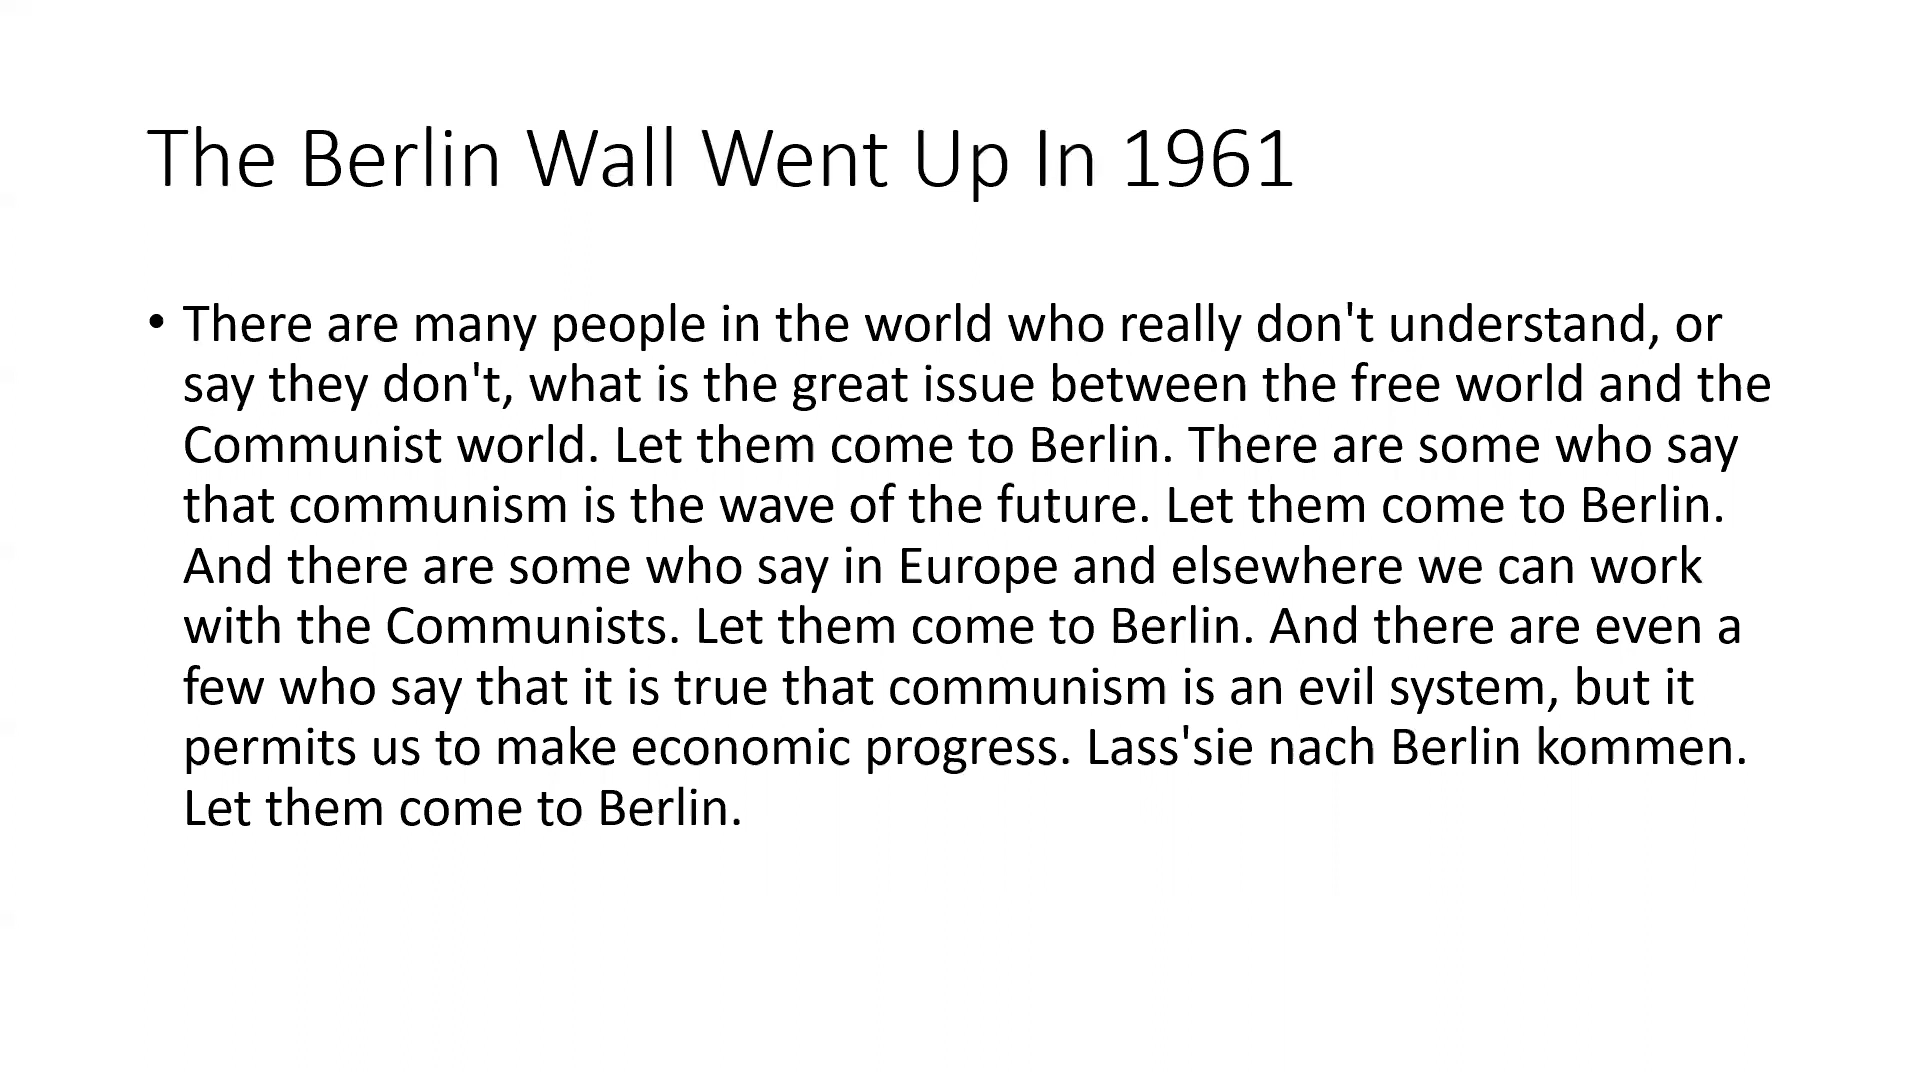 The Berlin Wall Went Up In 1961
• There are many people in the world who really don't understand, or
say they don't, what is the great issue between the free world and the
Communist world. Let them come to Berlin. There are some who say
that communism is the wave of the future. Let them come to Berlin.
And there are some who say in Europe and elsewhere we can work
with the Communists. Let them come to Berlin. And there are even a
few who say that it is true that communism is an evil system, but it
permits us to make economic progress. Lass'sie nach Berlin kommen.
Let them come to Berlin.